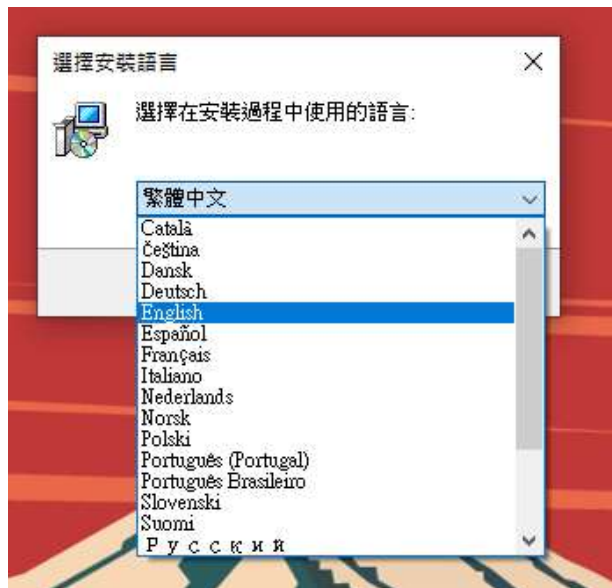 選擇安裝語言
選擇在安裝過程中使用的語言:
繁體中文
Català
Čeština
Dansk
Deutsch
English
Español
Français
Italiano
Nederlands
Norsk
Polski
Português (Portugal)
Português Brasileiro
Slovenski
Suomi
Русский